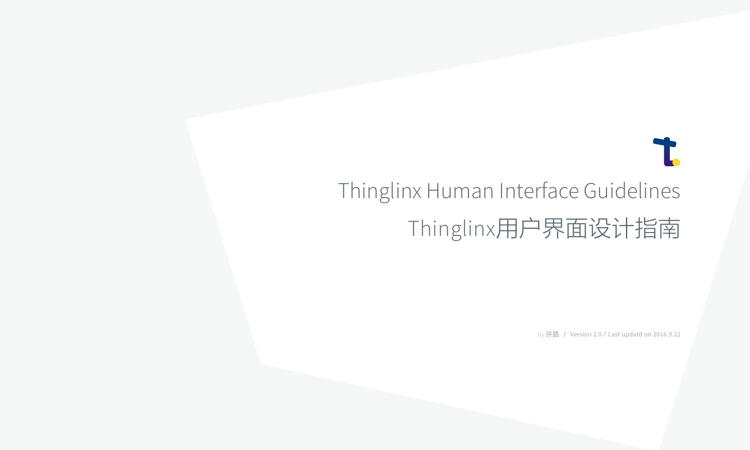 Thinglinx Human Interface Guidelines
Thinglinx用户界面设计指南
by 许璐 / Version 2.0 / Last updatd on 2016.9.22